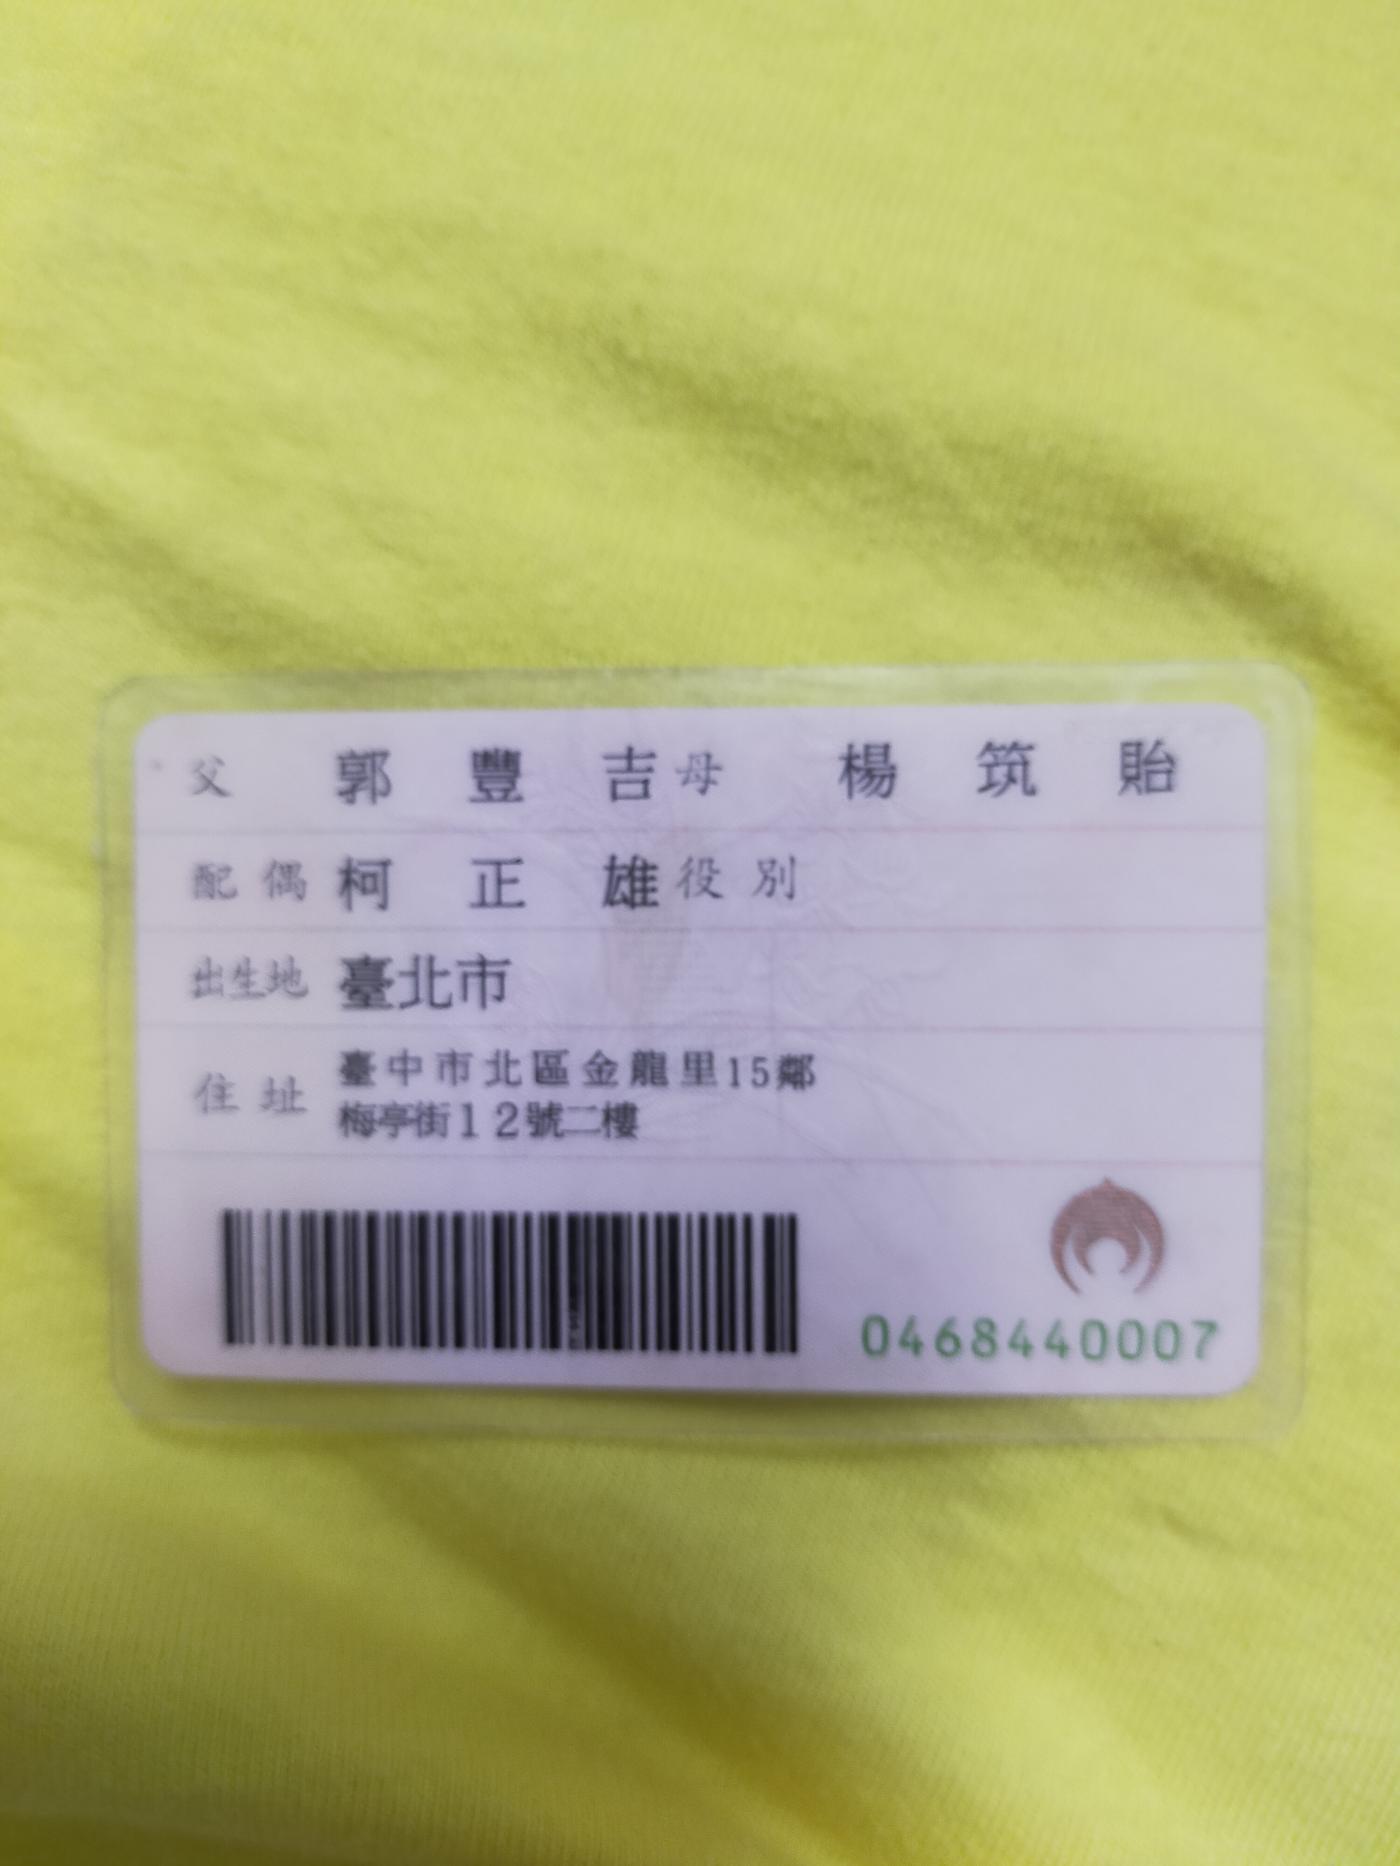 父 郭豐吉 母 楊筑貽
配偶 柯正雄 役別
出生地 臺北市
住址 臺中市北區金龍里15鄰
梅亭街12號二樓
0468440007